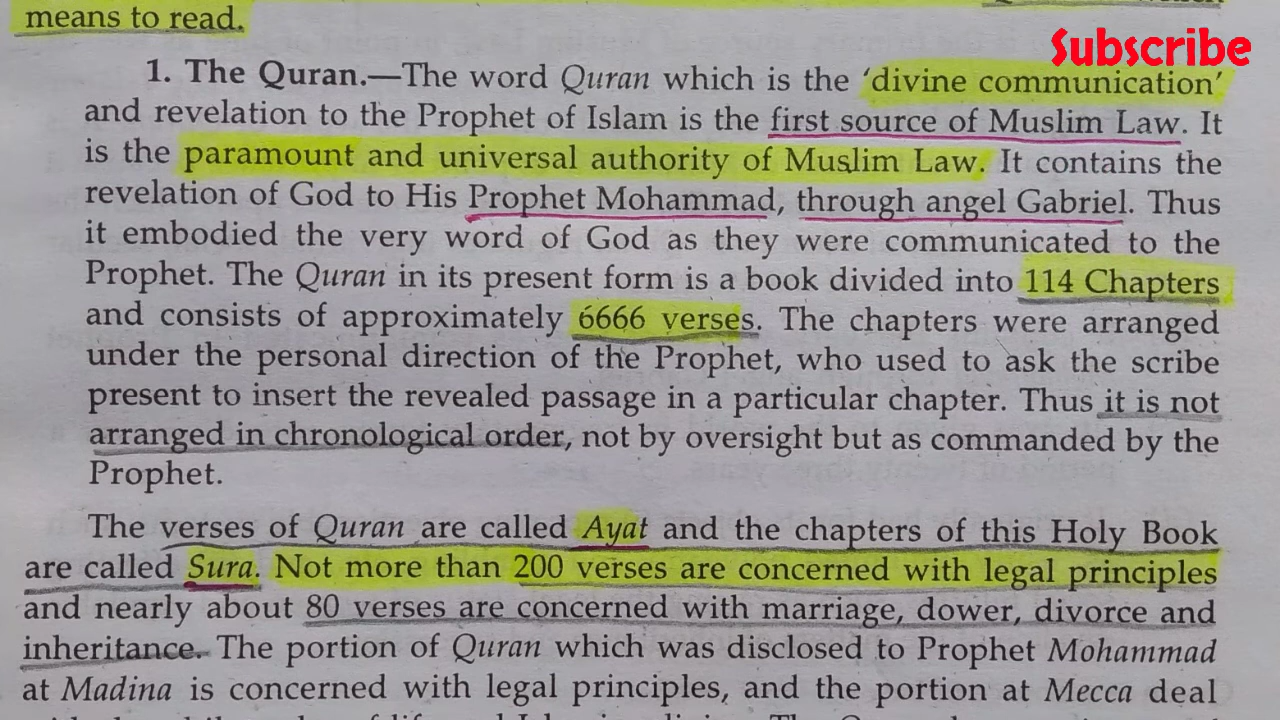 means to read.
Subscribe
1. The Quran.—The word Quran which is the 'divine communication'
and revelation to the Prophet of Islam is the first source of Muslim Law. It
is the paramount and universal authority of Muslim Law. It contains the
revelation of God to His Prophet Mohammad, through angel Gabriel. Thus
it embodied the very word of God as they were communicated to the
Prophet. The Quran in its present form is a book divided into 114 Chapters
and consists of approximately 6666 verses. The chapters were arranged
under the personal direction of the Prophet, who used to ask the scribe
present to insert the revealed passage in a particular chapter. Thus it is not
arranged in chronological order, not by oversight but as commanded by the
Prophet.
The verses of Quran are called Ayat and the chapters of this Holy Book
are called Sura. Not more than 200 verses are concerned with legal principles
and nearly about 80 verses are concerned with marriage, dower, divorce and
inheritance. The portion of Quran which was disclosed to Prophet Mohammad
at Madina is concerned with legal principles, and the portion at Mecca deal